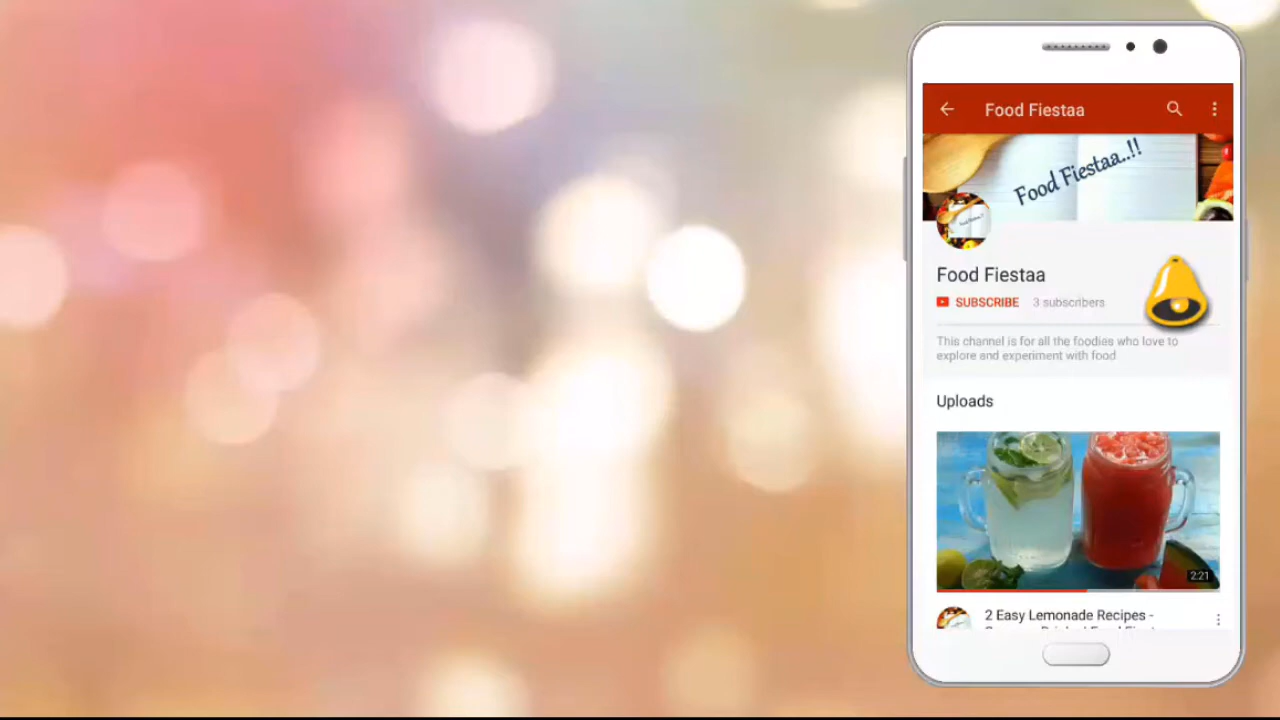 Food Fiestaa
Food Fiestaa..!!
Food Fiestaa
SUBSCRIBE 3 subscribers
This channel is for all the foodies who love to
explore and experiment with food
Uploads
2:21
2 Easy Lemonade Recipes -